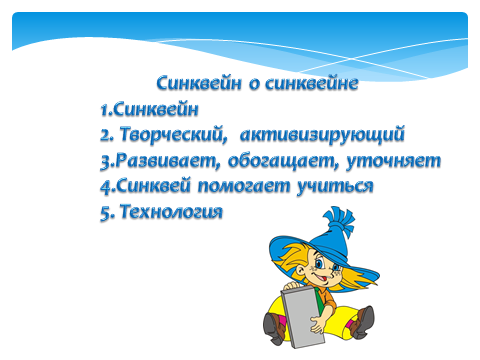 Синквейн о синквейне
1.Синквейн
2. Творческий, активизирующий
3.Развивает, обогащает, уточняет
4.Синквей помогает учиться
5. Технология